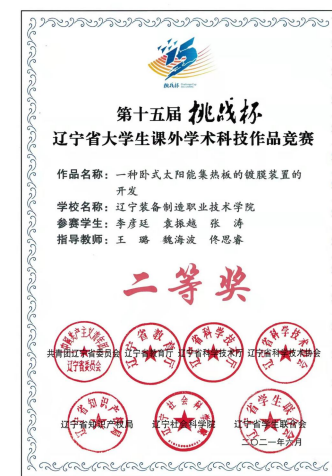 第十五届 挑战杯
辽宁省大学生课外学术科技作品竞赛
作品名称：一种卧式太阳能集热板的镀膜装置的
开发
学校名称：辽宁装备制造职业技术学院
参赛学生：李彦廷 袁振越 张涛
指导教师：王璐 魏海波 佟思睿
二等奖
共青团辽宁省委员会 辽宁省教育厅 辽宁省科学技术厅 辽宁省科学技术协会
辽宁省知识产权局 辽宁社会科学院 辽宁省学生联合会
二〇二一年六月